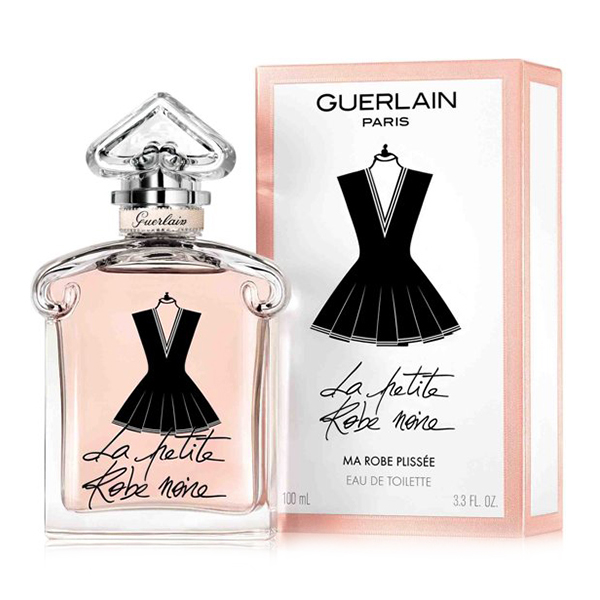 Guerlain
La petite
Robe noire
GUERLAIN
PARIS
La petite
Robe noire
MA ROBE PLISSÉE
EAU DE TOILETTE
100 mL
3.3 FL. OZ.